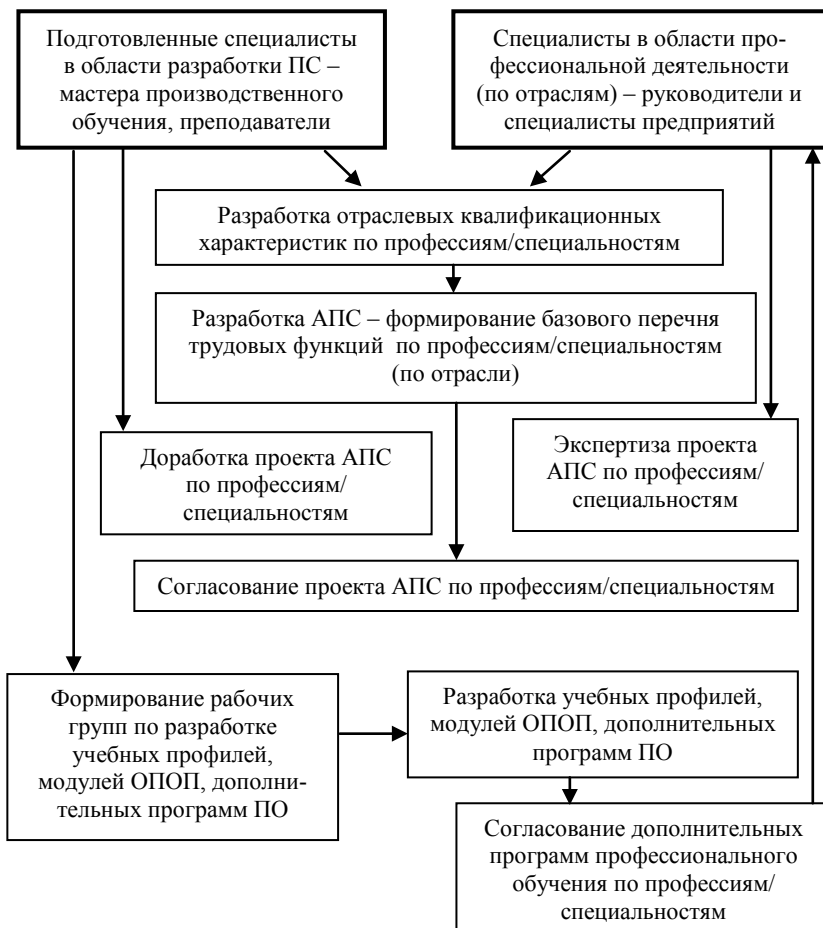 Подготовленные специалисты
в области разработки ПС –
мастера производственного
обучения, преподаватели
Специалисты в области про-
фессиональной деятельности
(по отраслям) – руководители и
специалисты предприятий
Разработка отраслевых квалификационных
характеристик по профессиям/специальностям
Разработка АПС – формирование базового перечня
трудовых функций по профессиям/специальностям
(по отрасли)
Доработка проекта АПС
по профессиям/
специальностям
Экспертиза проекта
АПС по профессиям/
специальностям
Согласование проекта АПС по профессиям/специальностям
Формирование рабочих
групп по разработке
учебных профилей,
модулей ОПОП, дополни-
тельных программ ПО
Разработка учебных профилей,
модулей ОПОП, дополнительных
программ ПО
Согласование дополнительных
программ профессионального
обучения по профессиям/
специальностям